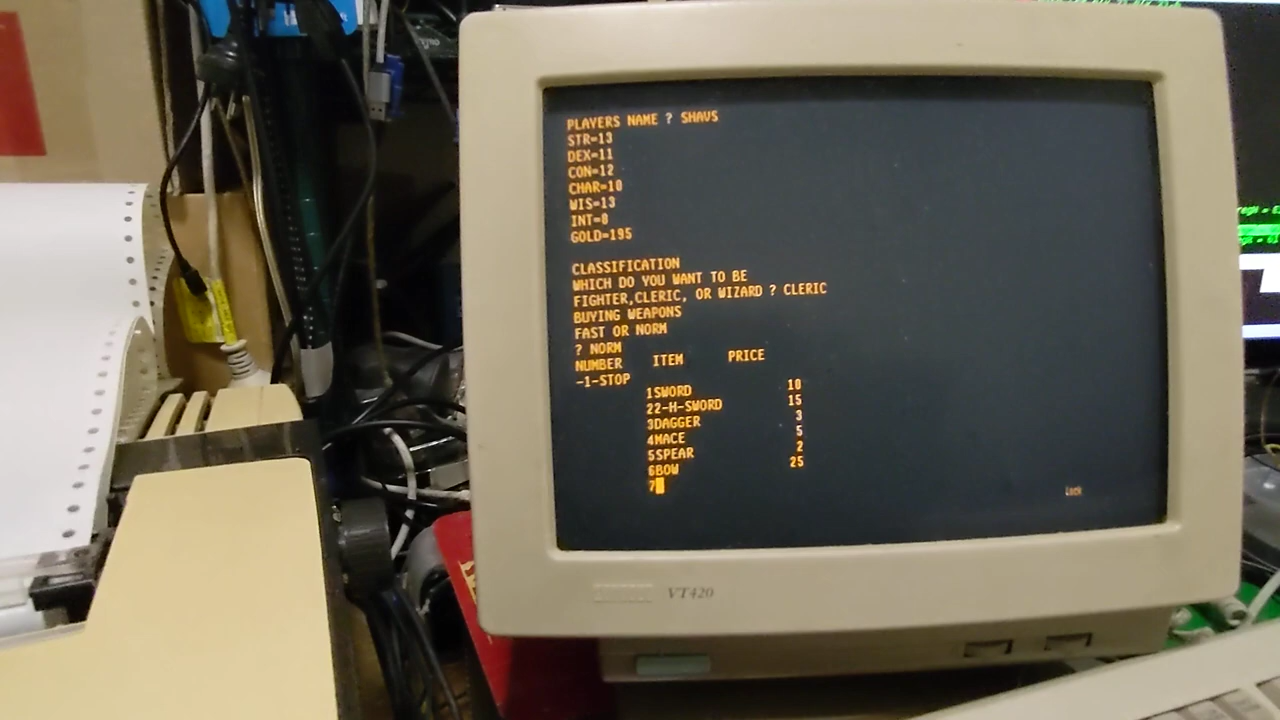 PLAYERS NAME ? SHAVS
STR=13
DEX=11
CON=12
CHAR=10
WIS=13
INT=8
GOLD=195
CLASSIFICATION
WHICH DO YOU WANT TO BE
FIGHTER,CLERIC, OR WIZARD ? CLERIC
BUYING WEAPONS
FAST OR NORM
? NORM
NUMBER ITEM PRICE
-1-STOP
1SWORD 10
22-H-SWORD 15
3DAGGER 3
4MACE 5
5SPEAR 2
6BOW 25
7
Lock
VT420